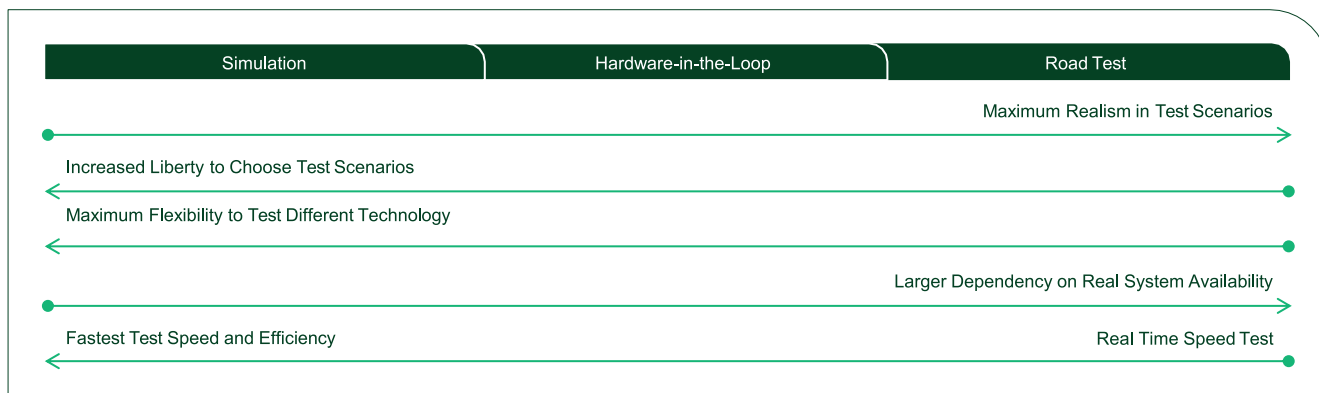 Simulation
Hardware-in-the-Loop
Road Test
Maximum Realism in Test Scenarios
Increased Liberty to Choose Test Scenarios
Maximum Flexibility to Test Different Technology
Larger Dependency on Real System Availability
Fastest Test Speed and Efficiency
Real Time Speed Test